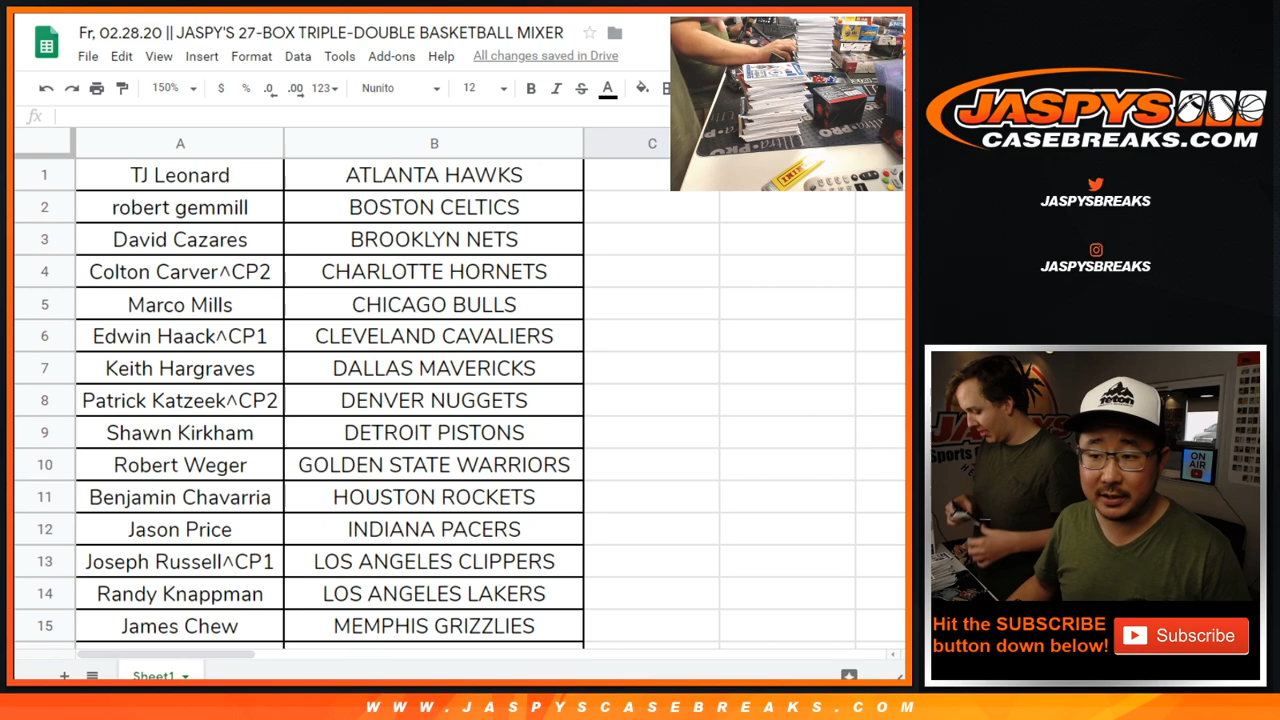 Fr, 02.28.20 || JASPY'S 27-BOX TRIPLE-DOUBLE BASKETBALL MIXER
File Edit View Insert Format Data Tools Add-ons Help All changes saved in Drive
150% $ % .0 .00 123 Nunito 12 B I S A
fx
A B C
1 TJ Leonard ATLANTA HAWKS
2 robert gemmill BOSTON CELTICS
3 David Cazares BROOKLYN NETS
4 Colton Carver^CP2 CHARLOTTE HORNETS
5 Marco Mills CHICAGO BULLS
6 Edwin Haack^CP1 CLEVELAND CAVALIERS
7 Keith Hargraves DALLAS MAVERICKS
8 Patrick Katzeek^CP2 DENVER NUGGETS
9 Shawn Kirkham DETROIT PISTONS
10 Robert Weger GOLDEN STATE WARRIORS
11 Benjamin Chavarria HOUSTON ROCKETS
12 Jason Price INDIANA PACERS
13 Joseph Russell^CP1 LOS ANGELES CLIPPERS
14 Randy Knappman LOS ANGELES LAKERS
15 James Chew MEMPHIS GRIZZLIES
Sheet1
JASPYS
CASEBREAKS.COM
JASPYSBREAKS
JASPYSBREAKS
ON
AIR
Hit the SUBSCRIBE
button down below!
Subscribe
WWW.JASPYSCASEBREAKS.COM